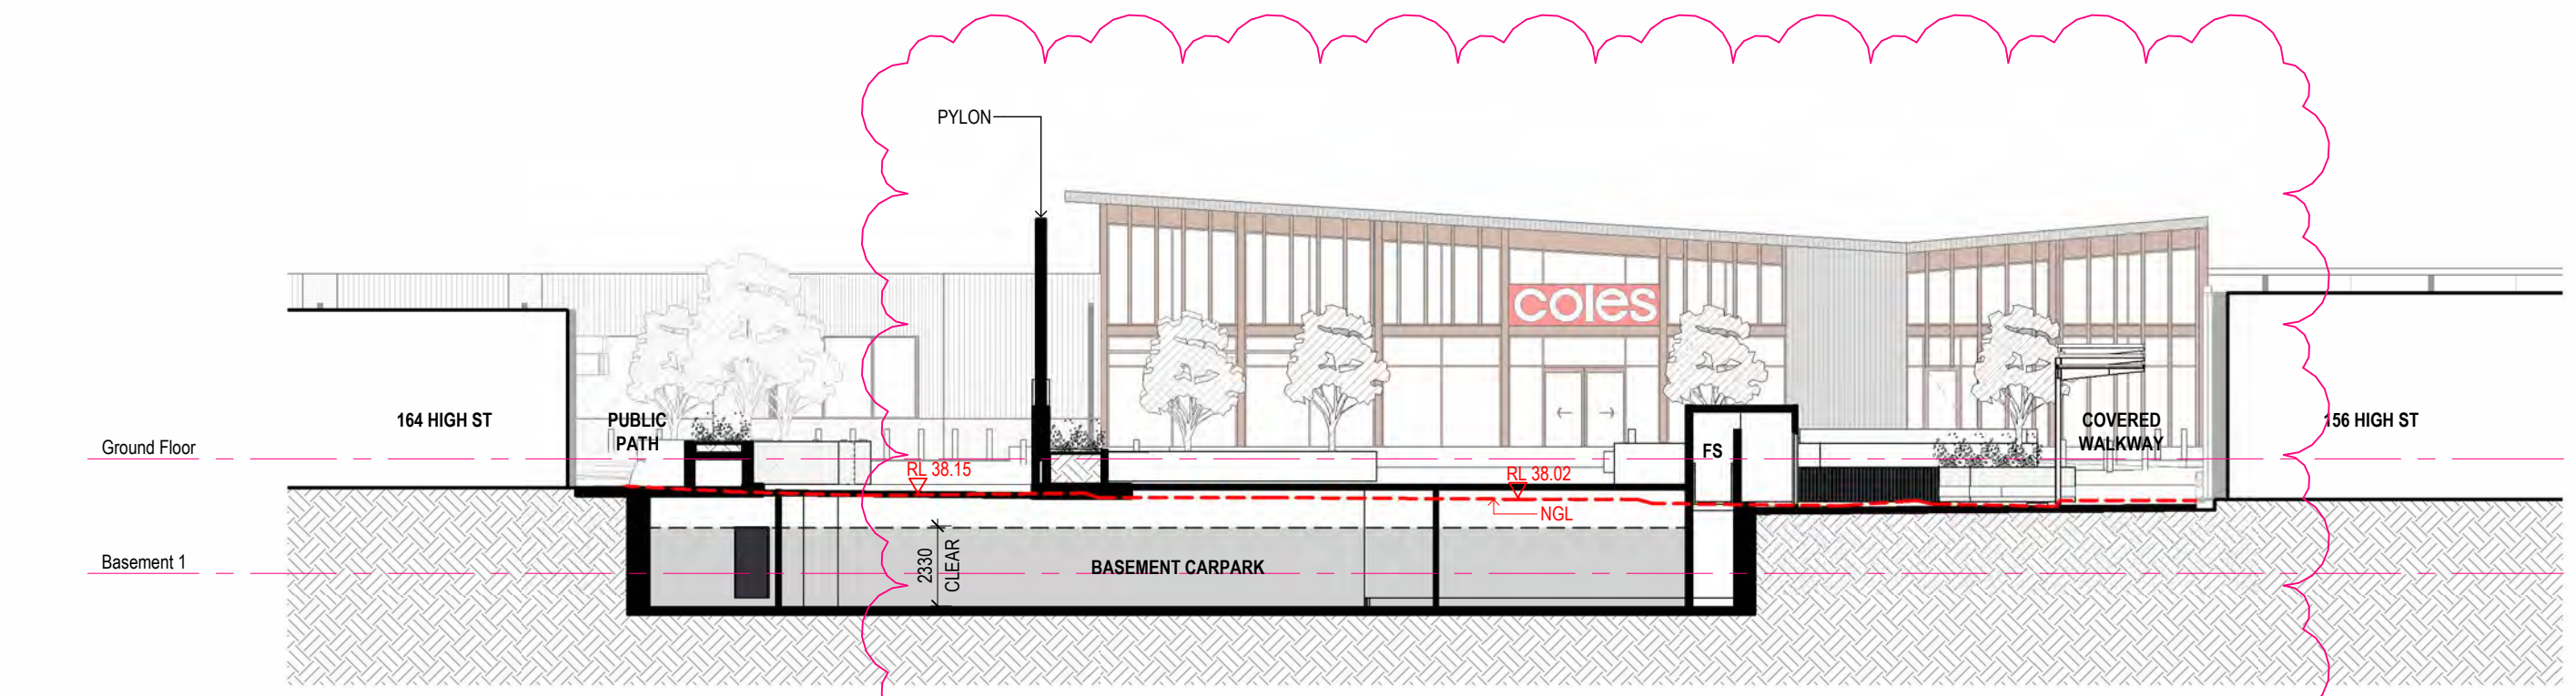 PYLON
coles
164 HIGH ST
PUBLIC
PATH
COVERED
WALKWAY
156 HIGH ST
Ground Floor
FS
RL 38.15
RL 38.02
NGL
Basement 1
2330
CLEAR
BASEMENT CARPARK